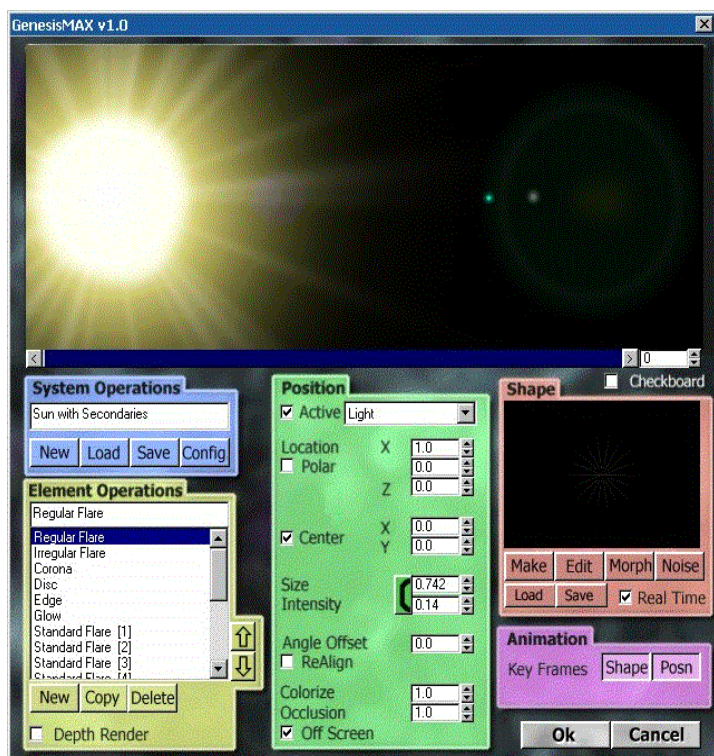 GenesisMAX v1.0
0
System Operations
Sun with Secondaries
New Load Save Config
Element Operations
Regular Flare
Regular Flare
Irregular Flare
Corona
Disc
Edge
Glow
Standard Flare [1]
Standard Flare [2]
Standard Flare [3]
Standard Flare [4]
New Copy Delete
Depth Render
Position
Active Light
Location X 1.0
Polar 0.0
Z 0.0
Center X 0.0
Y 0.0
Size 0.742
Intensity 0.14
Angle Offset 0.0
ReAlign
Colorize 1.0
Occlusion 1.0
Off Screen
Checkboard
Shape
Make Edit Morph Noise
Load Save Real Time
Animation
Key Frames Shape Posn
Ok Cancel